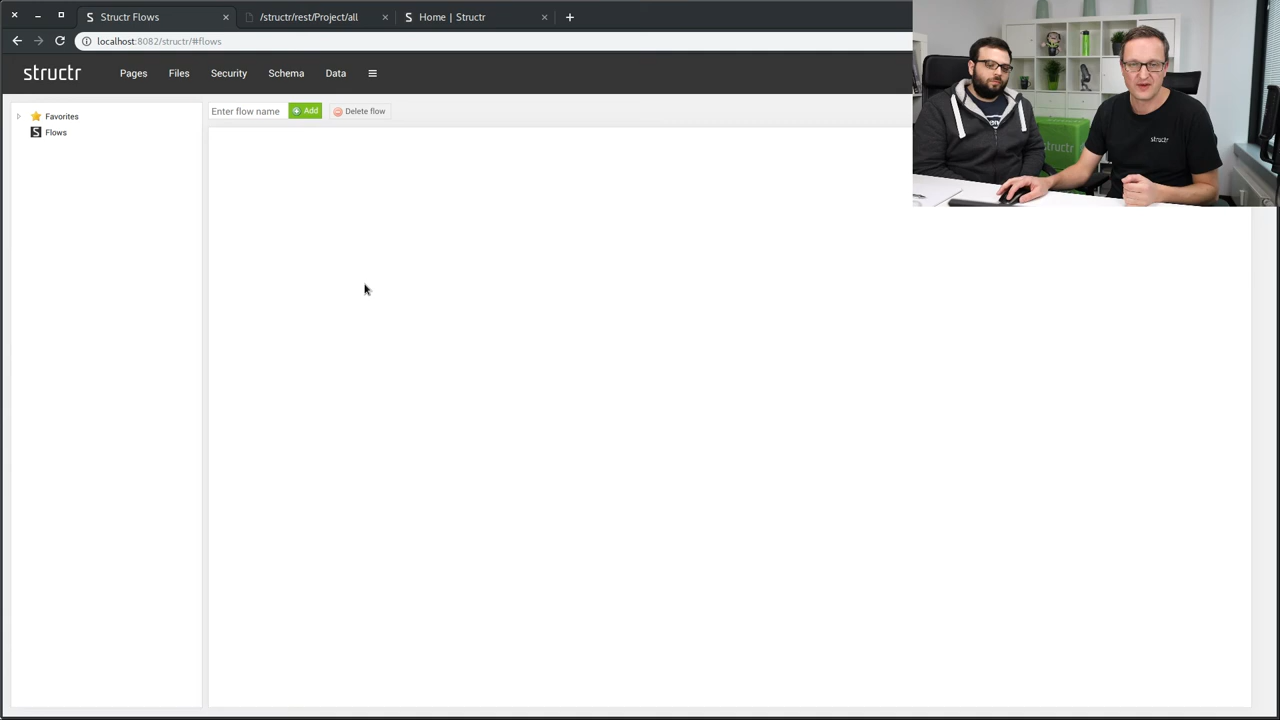 Structr Flows
/structr/rest/Project/all
Home | Structr
localhost:8082/structr/#flows
structr
Pages
Files
Security
Schema
Data
Enter flow name
Add
Delete flow
Favorites
Flows
structr
structr